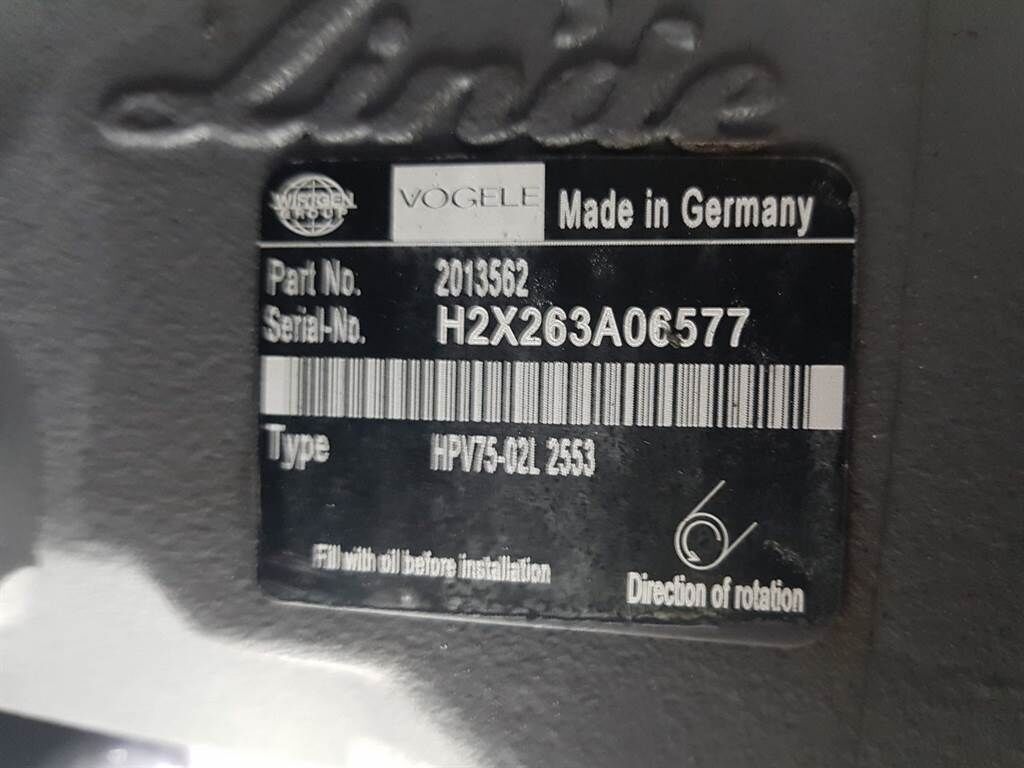 Linde
WIRTGEN
GROUP
VÖGELE
Made in Germany
Part No. 2013562
Serial-No. H2X263A06577
Type HPV75-02L 2553
Fill with oil before installation
Direction of rotation